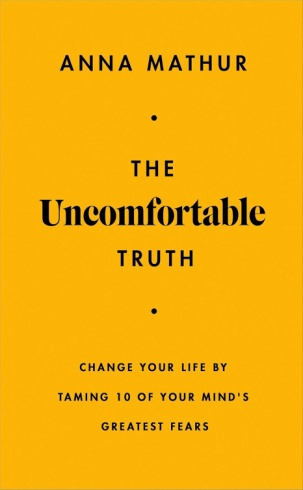 ANNA MATHUR
THE
Uncomfortable
TRUTH
CHANGE YOUR LIFE BY
TAMING 10 OF YOUR MIND'S
GREATEST FEARS